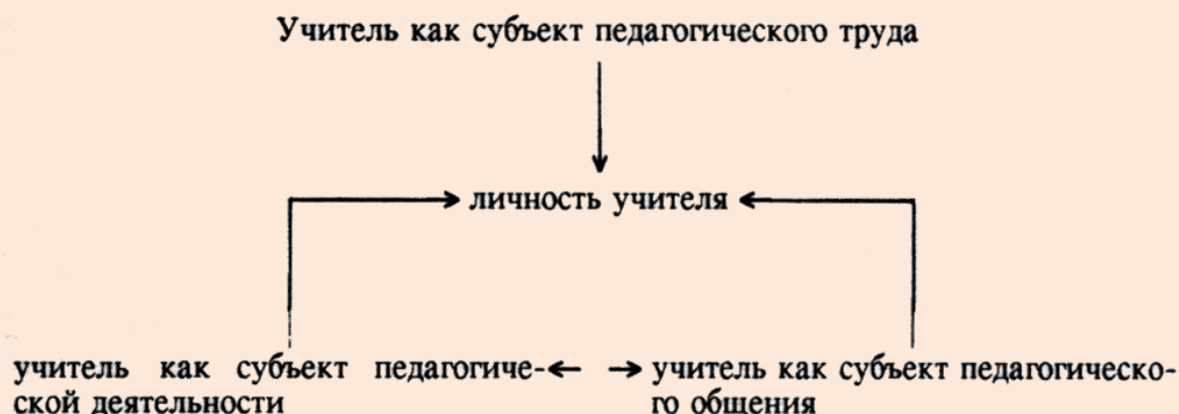 Учитель как субъект педагогического труда
личность учителя
учитель как субъект педагогиче-
ской деятельности
учитель как субъект педагогическо-
го общения